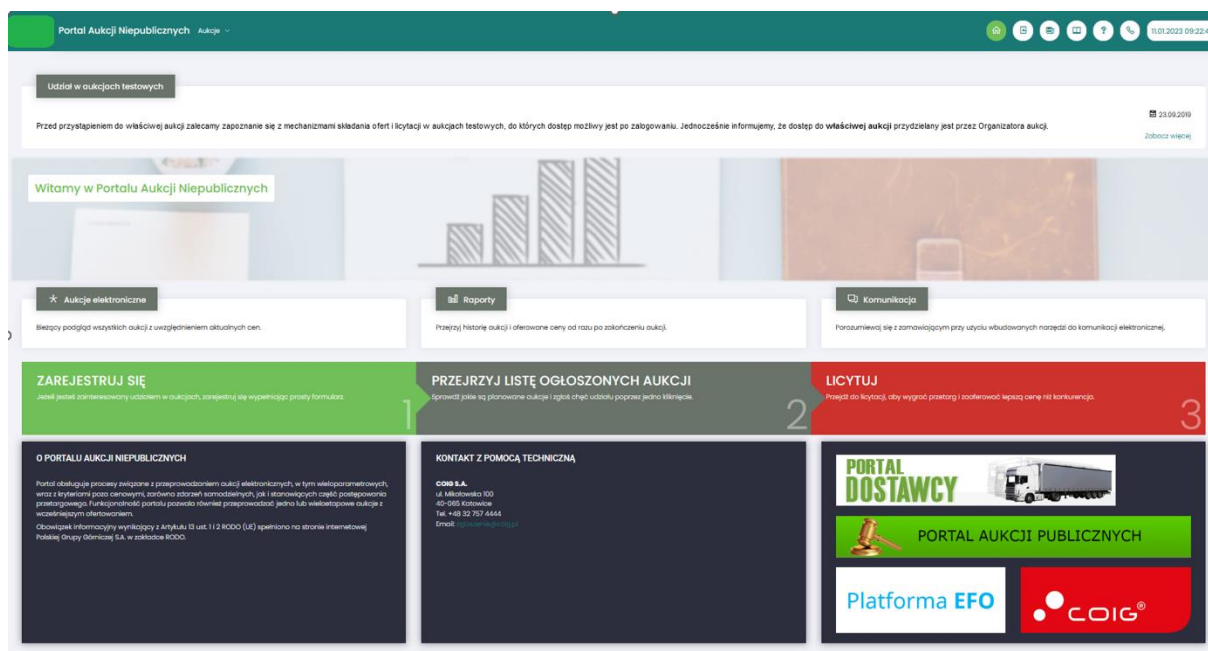 Portal Aukcji Niepublicznych Aukcje
11.01.2023 09:22:4
Udział w aukcjach testowych
Przed przystąpieniem do właściwej aukcji zalecamy zapoznanie się z mechanizmami składania ofert i licytacji w aukcjach testowych, do których dostęp możliwy jest po zalogowaniu. Jednocześnie informujemy, że dostęp do właściwej aukcji przydzielany jest przez Organizatora aukcji.
23.09.2019
Zobacz więcej
Witamy w Portalu Aukcji Niepublicznych
Aukcje elektroniczne
Bieżący podgląd wszystkich aukcji z uwzględnieniem aktualnych cen.
Raporty
Przejrzyj historię aukcji i oferowane ceny od razu po zakończeniu aukcji.
Komunikacja
Porozumiewaj się z zamawiającym przy użyciu wbudowanych narzędzi do komunikacji elektronicznej.
ZAREJESTRUJ SIĘ
Jeżeli jesteś zainteresowany udziałem w aukcjach, zarejestruj się wypełniając prosty formularz.
1
PRZEJRZYJ LISTĘ OGŁOSZONYCH AUKCJI
Sprawdź jakie są planowane aukcje i zgłoś chęć udziału poprzez jedno kliknięcie.
2
LICYTUJ
Przejdź do licytacji, aby wygrać przetarg i zaoferować lepszą cenę niż konkurencja.
3
O PORTALU AUKCJI NIEPUBLICZNYCH
Portal obsługuje procesy związane z przeprowadzaniem aukcji elektronicznych, w tym wieloparametrowych,
wraz z kryteriami poza cenowymi, zarówno zdarzeń samodzielnych, jak i stanowiących część postępowania
przetargowego. Funkcjonalność portalu pozwala również przeprowadzać jedno lub wieloetapowe aukcje z
wcześniejszym ofertowaniem.
Obowiązek informacyjny wynikający z Artykułu 13 ust. 1 i 2 RODO (UE) spełniono na stronie internetowej
Polskiej Grupy Górniczej S.A. w zakładce RODO.
KONTAKT Z POMOCĄ TECHNICZNĄ
COIG S.A.
ul. Mikołowska 100
40-065 Katowice
Tel. +48 32 757 4444
Email: zgloszenia@coig.pl
PORTAL
DOSTAWCY
PORTAL AUKCJI PUBLICZNYCH
Platforma EFO
COIG®